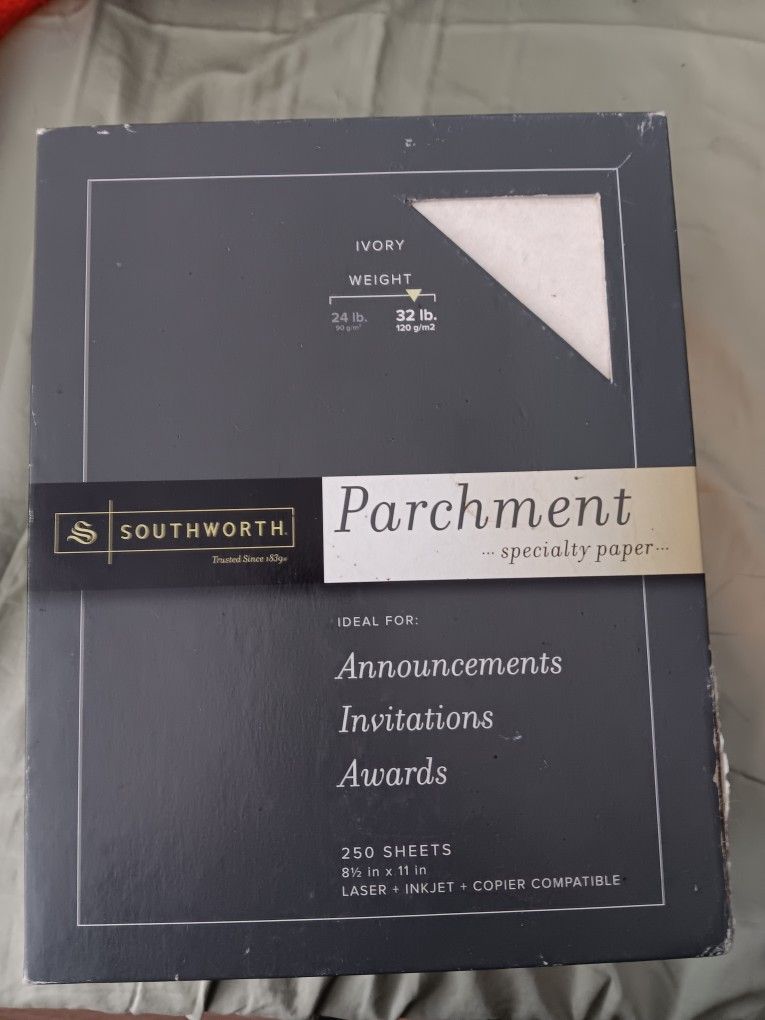 IVORY
WEIGHT
24 lb. 32 lb.
90 g/m² 120 g/m2
S SOUTHWORTH.
Trusted Since 1839
Parchment
··· specialty paper ···
IDEAL FOR:
Announcements
Invitations
Awards
250 SHEETS
8½ in x 11 in
LASER + INKJET + COPIER COMPATIBLE